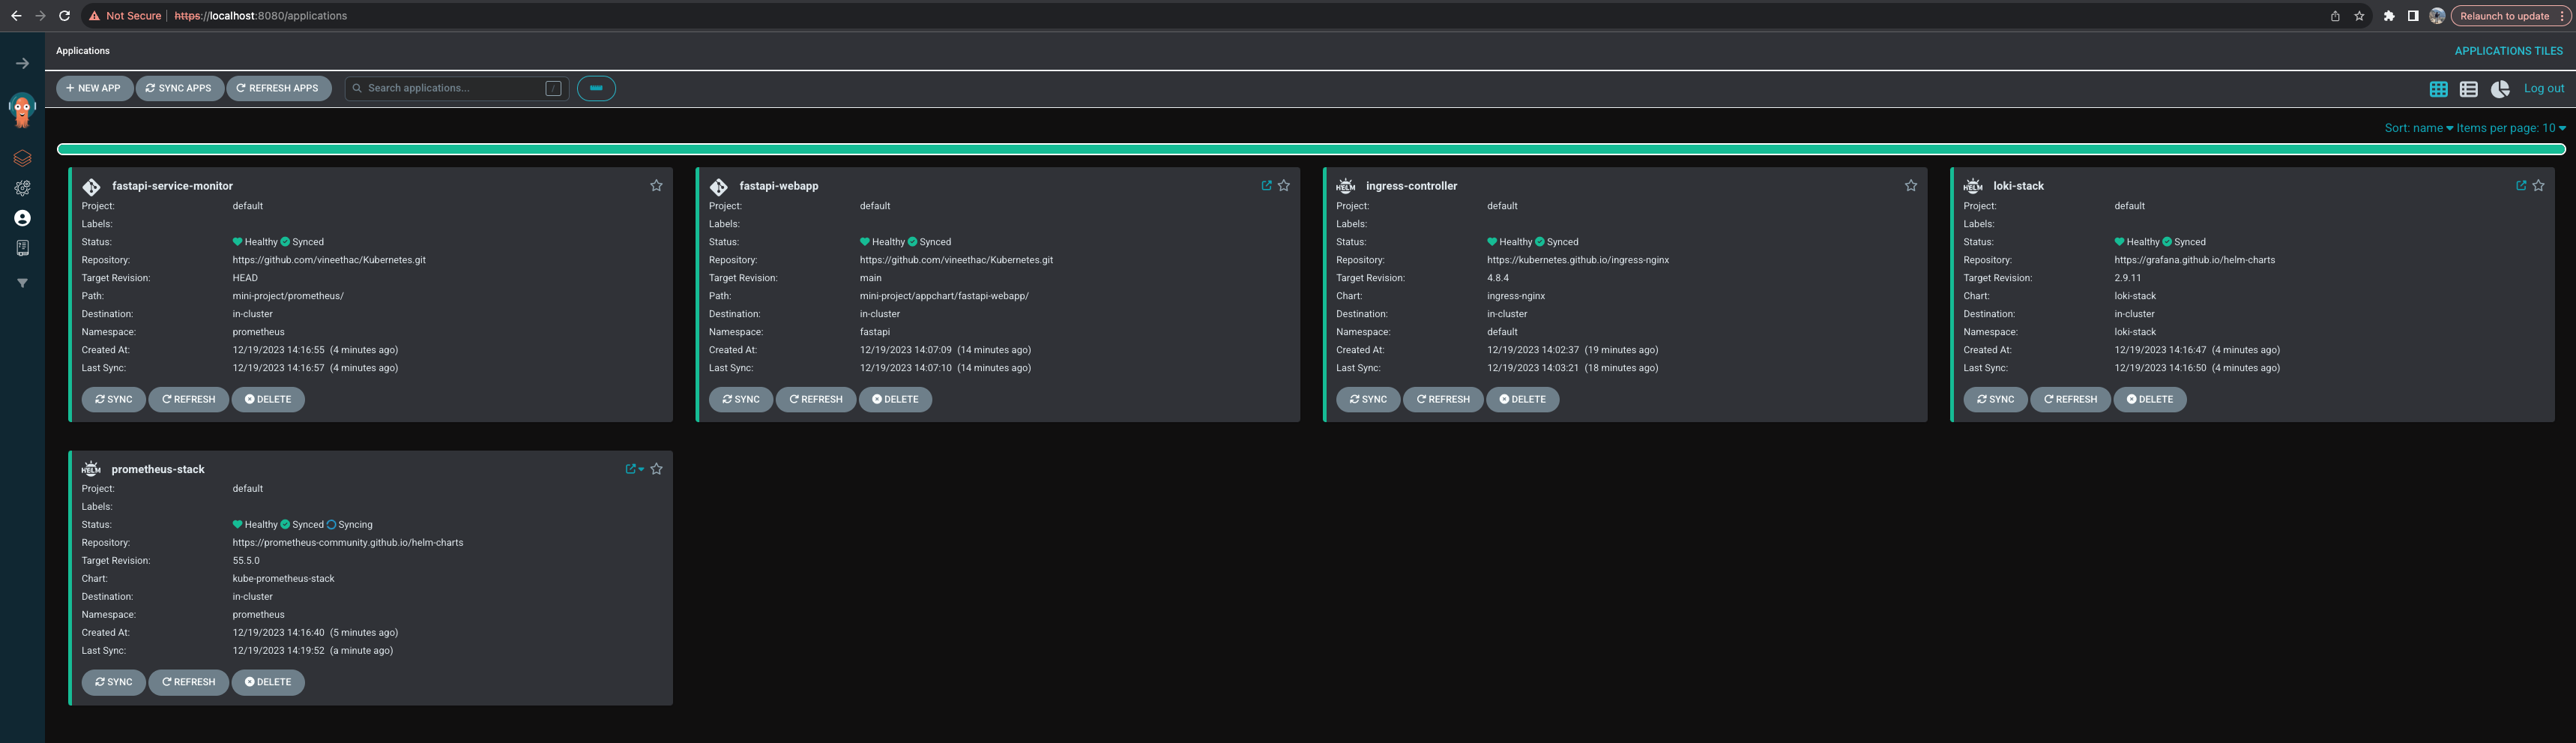 Not Secure | https://localhost:8080/applications
Relaunch to update
Applications
APPLICATIONS TILES
+ NEW APP
SYNC APPS
REFRESH APPS
Search applications...
/
Log out
Sort: name
Items per page: 10
fastapi-service-monitor
Project: default
Labels:
Status: Healthy Synced
Repository: https://github.com/vineethac/Kubernetes.git
Target Revision: HEAD
Path: mini-project/prometheus/
Destination: in-cluster
Namespace: prometheus
Created At: 12/19/2023 14:16:55 (4 minutes ago)
Last Sync: 12/19/2023 14:16:57 (4 minutes ago)
SYNC REFRESH DELETE
fastapi-webapp
Project: default
Labels:
Status: Healthy Synced
Repository: https://github.com/vineethac/Kubernetes.git
Target Revision: main
Path: mini-project/appchart/fastapi-webapp/
Destination: in-cluster
Namespace: fastapi
Created At: 12/19/2023 14:07:09 (14 minutes ago)
Last Sync: 12/19/2023 14:07:10 (14 minutes ago)
SYNC REFRESH DELETE
HELM ingress-controller
Project: default
Labels:
Status: Healthy Synced
Repository: https://kubernetes.github.io/ingress-nginx
Target Revision: 4.8.4
Chart: ingress-nginx
Destination: in-cluster
Namespace: default
Created At: 12/19/2023 14:02:37 (19 minutes ago)
Last Sync: 12/19/2023 14:03:21 (18 minutes ago)
SYNC REFRESH DELETE
HELM loki-stack
Project: default
Labels:
Status: Healthy Synced
Repository: https://grafana.github.io/helm-charts
Target Revision: 2.9.11
Chart: loki-stack
Destination: in-cluster
Namespace: loki-stack
Created At: 12/19/2023 14:16:47 (4 minutes ago)
Last Sync: 12/19/2023 14:16:50 (4 minutes ago)
SYNC REFRESH DELETE
HELM prometheus-stack
Project: default
Labels:
Status: Healthy Synced Syncing
Repository: https://prometheus-community.github.io/helm-charts
Target Revision: 55.5.0
Chart: kube-prometheus-stack
Destination: in-cluster
Namespace: prometheus
Created At: 12/19/2023 14:16:40 (5 minutes ago)
Last Sync: 12/19/2023 14:19:52 (a minute ago)
SYNC REFRESH DELETE